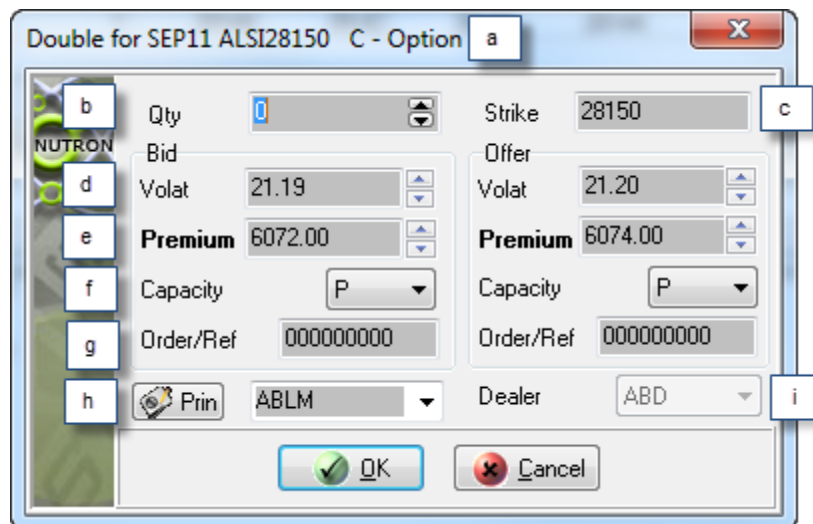 Double for SEP11 ALSI28150 C - Option a
b Qty 0 Strike 28150 c
NUTRON
Bid Offer
d Volat 21.19 Volat 21.20
e Premium 6072.00 Premium 6074.00
f Capacity P Capacity P
g Order/Ref 000000000 Order/Ref 000000000
h Prin ABLM Dealer ABD i
OK Cancel